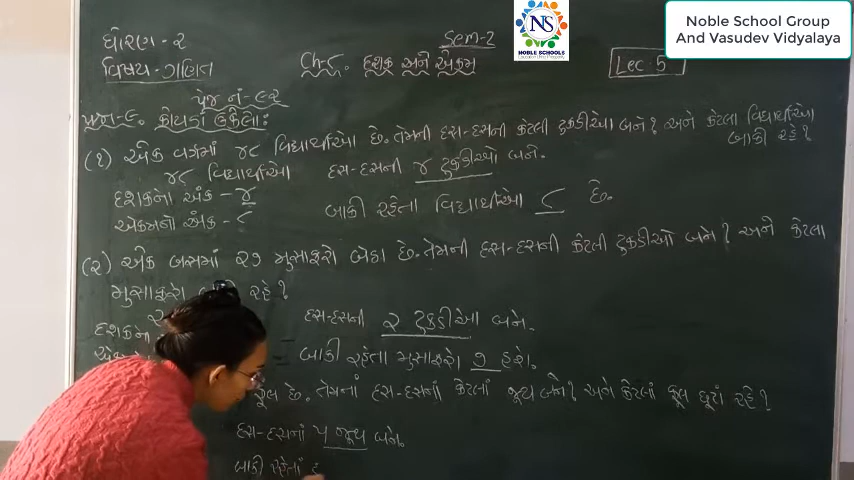 Noble School Group
And Vasudev Vidyalaya
NS
NOBLE SCHOOLS
ધોરણ - ૨
Sem-2
વિષય - ગણિત
Ch-૮. દશક અને એકમ
Lec 5
પેજ નં-૯૨
પ્રશ્ન-૯. કોયડા ઉકેલો:
(૧) એક વર્ગમાં ૪૮ વિદ્યાર્થીઓ છે. તેમની દસ-દસની કેટલી ટુકડીઓ બને? અને કેટલા વિદ્યાર્થીઓ
બાકી રહે?
૪૮ વિદ્યાર્થીઓ દસ-દસની ૪ ટુકડીઓ બને.
દશકનો અંક - ૪
બાકી રહેતા વિદ્યાર્થીઓ ૮ છે.
એકમનો અંક - ૮
(૨) એક બસમાં ૨૭ મુસાફરો બેઠા છે. તેમની દસ-દસની કેટલી ટુકડીઓ બને? અને કેટલા
મુસાફરો રહે?
દસ-દસની ૨ ટુકડીઓ બને.
બાકી રહેતા મુસાફરો ૭ હશે.
ફૂલ છે. તેમનાં દસ-દસનાં કેટલાં જૂથ બને? અને કેટલાં ફૂલ છૂટાં રહે?
દસ-દસનાં ૫ જૂથ બને.
બાકી રહેતાં